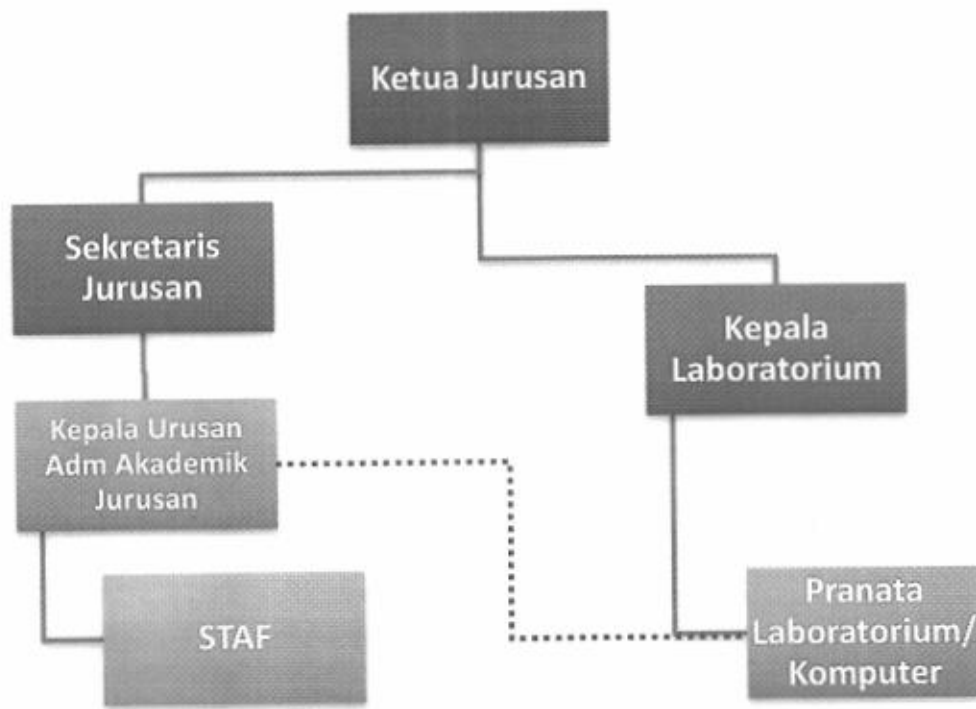 Ketua Jurusan
Sekretaris
Jurusan
Kepala
Laboratorium
Kepala Urusan
Adm Akademik
Jurusan
STAF
Pranata
Laboratorium/
Komputer